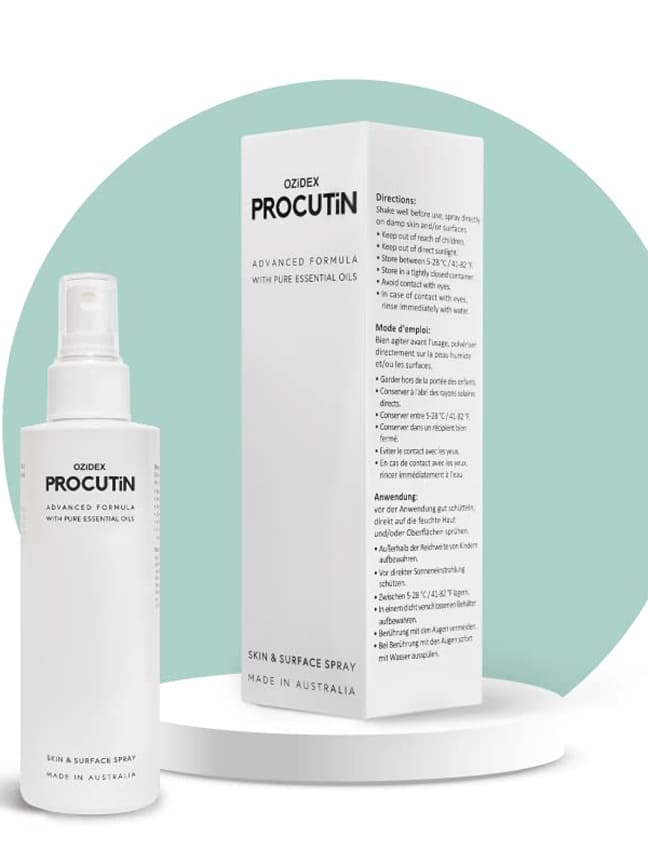 OZiDEX
PROCUTiN
ADVANCED FORMULA
WITH PURE ESSENTIAL OILS
SKIN & SURFACE SPRAY
MADE IN AUSTRALIA
Directions:
Shake well before use, spray directly
on damp skin and/or surfaces.
• Keep out of reach of children.
• Keep out of direct sunlight.
• Store between 5-28 °C / 41-82 °F.
• Store in a tightly closed container.
• Avoid contact with eyes.
• In case of contact with eyes,
rinse immediately with water.
Mode d'emploi:
Bien agiter avant l'usage, pulvériser
directement sur la peau humide
et/ou les surfaces.
• Garder hors de la portée des enfants.
• Conserver à l'abri des rayons solaires
directs.
• Conserver entre 5-28 °C / 41-82 °F.
• Conserver dans un récipient bien
fermé.
• Eviter le contact avec les yeux.
• En cas de contact avec les yeux,
rincer immédiatement à l'eau.
Anwendung:
vor der Anwendung gut schütteln,
direkt auf die feuchte Haut
und/oder Oberflächen sprühen.
• Außerhalb der Reichweite von Kindern
aufbewahren.
• Vor direkter Sonneneinstrahlung
schützen.
• Zwischen 5-28 °C / 41-82 °F lagern.
• In einem dicht verschlossenen Behälter
aufbewahren.
• Berührung mit den Augen vermeiden.
• Bei Berührung mit den Augen sofort
mit Wasser ausspülen.
OZiDEX
PROCUTiN
ADVANCED FORMULA
WITH PURE ESSENTIAL OILS
SKIN & SURFACE SPRAY
MADE IN AUSTRALIA